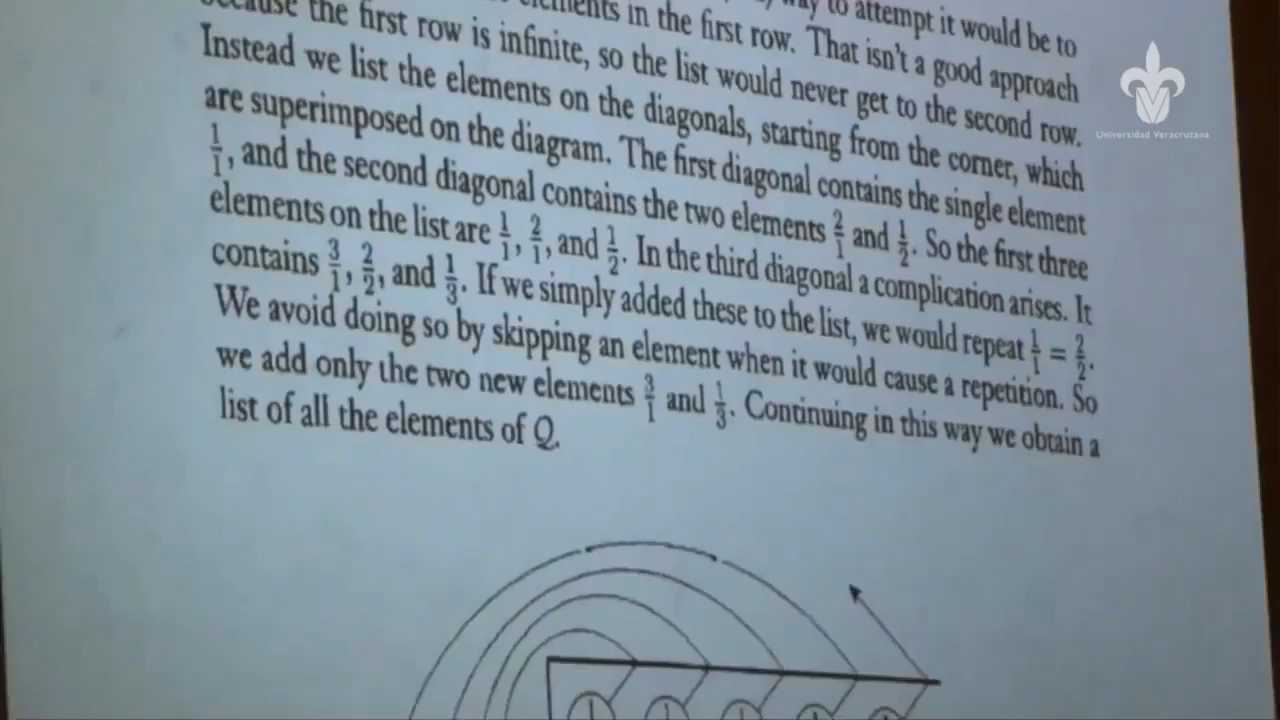 way to attempt it would be to
elements in the first row. That isn't a good approach
because the first row is infinite, so the list would never get to the second row.
Instead we list the elements on the diagonals, starting from the corner, which
are superimposed on the diagram. The first diagonal contains the single element
1/1, and the second diagonal contains the two elements 2/1 and 1/2. So the first three
elements on the list are 1/1, 2/1, and 1/2. In the third diagonal a complication arises. It
contains 3/1, 2/2, and 1/3. If we simply added these to the list, we would repeat 1/1 = 2/2.
We avoid doing so by skipping an element when it would cause a repetition. So
we add only the two new elements 3/1 and 1/3. Continuing in this way we obtain a
list of all the elements of Q.
Universidad Veracruzana